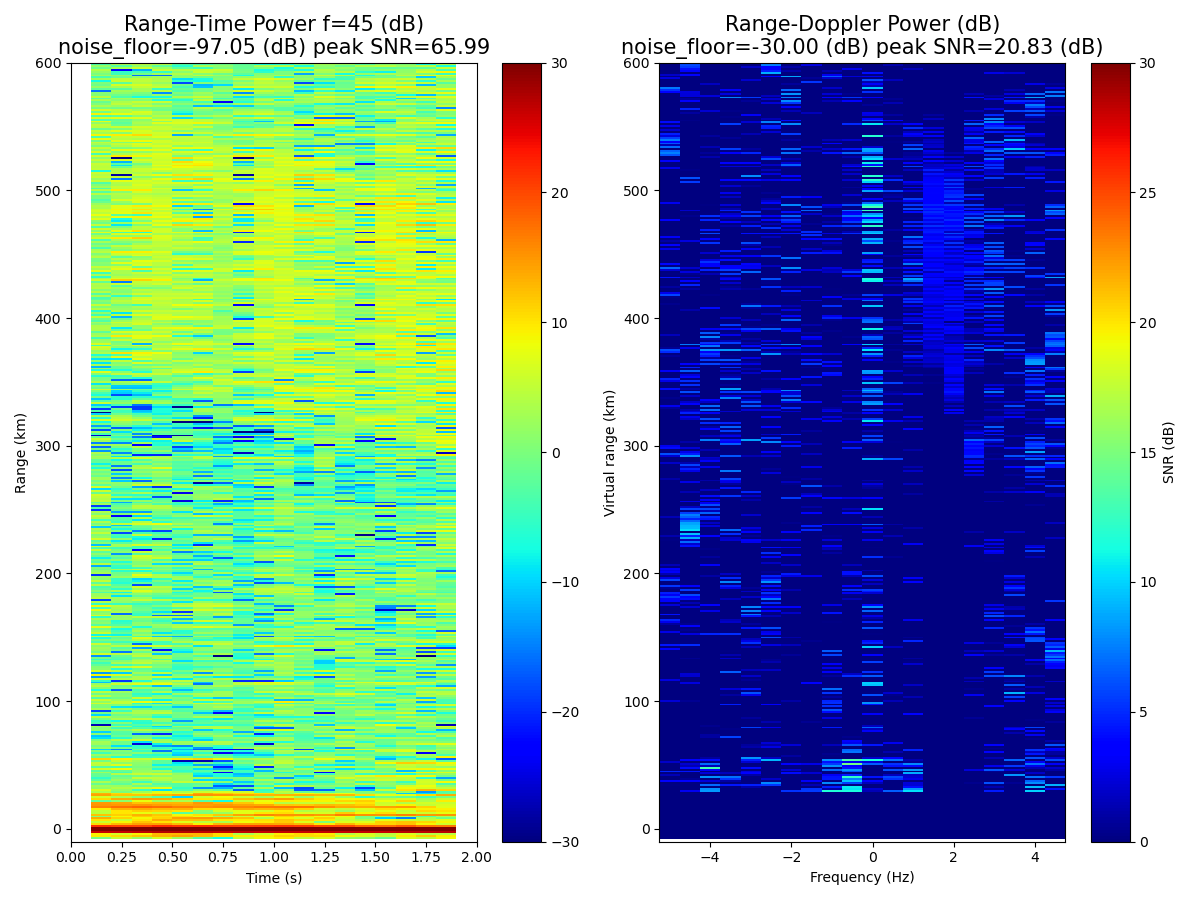 Range-Time Power f=45 (dB)
noise_floor=-97.05 (dB) peak SNR=65.99
Range-Doppler Power (dB)
noise_floor=-30.00 (dB) peak SNR=20.83 (dB)
600
500
400
300
200
100
0
Range (km)
0.00 0.25 0.50 0.75 1.00 1.25 1.50 1.75 2.00
Time (s)
30
20
10
0
−10
−20
−30
600
500
400
300
200
100
0
Virtual range (km)
−4 −2 0 2 4
Frequency (Hz)
30
25
20
15
10
5
0
SNR (dB)